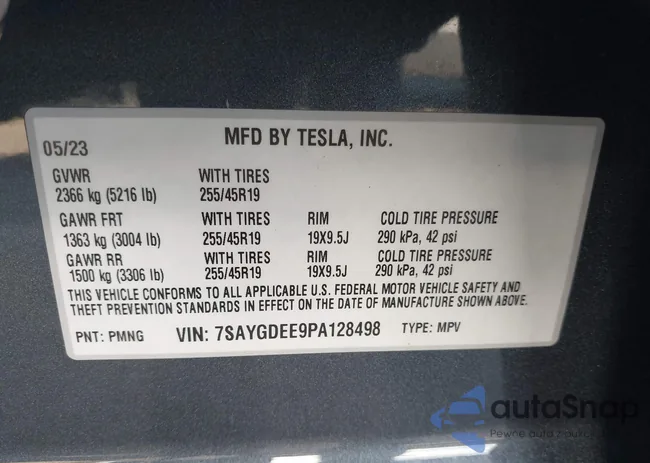 MFD BY TESLA, INC.
05/23
GVWR WITH TIRES
2366 kg (5216 lb) 255/45R19
GAWR FRT WITH TIRES RIM COLD TIRE PRESSURE
1363 kg (3004 lb) 255/45R19 19X9.5J 290 kPa, 42 psi
GAWR RR WITH TIRES RIM COLD TIRE PRESSURE
1500 kg (3306 lb) 255/45R19 19X9.5J 290 kPa, 42 psi
THIS VEHICLE CONFORMS TO ALL APPLICABLE U.S. FEDERAL MOTOR VEHICLE SAFETY AND
THEFT PREVENTION STANDARDS IN EFFECT ON THE DATE OF MANUFACTURE SHOWN ABOVE.
PNT: PMNG VIN: 7SAYGDEE9PA128498 TYPE: MPV
autaSnap
Pewne auto z